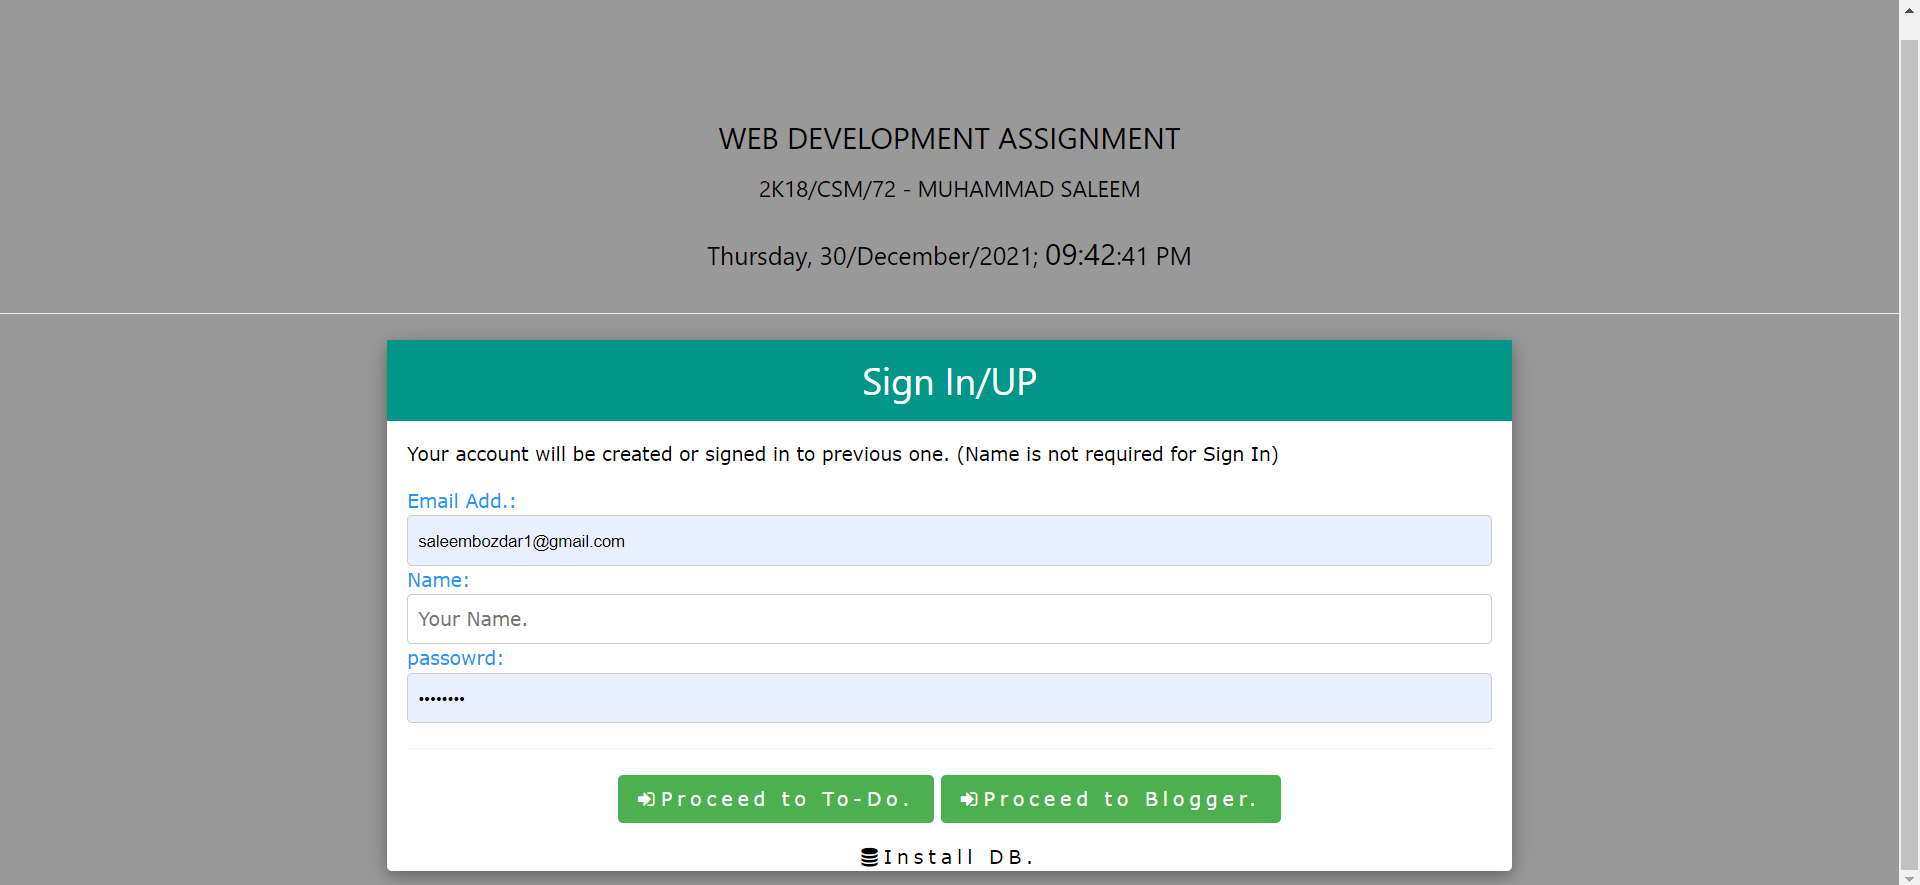 WEB DEVELOPMENT ASSIGNMENT
2K18/CSM/72 - MUHAMMAD SALEEM
Thursday, 30/December/2021; 09:42:41 PM
Sign In/UP
Your account will be created or signed in to previous one. (Name is not required for Sign In)
Email Add.:
saleembozdar1@gmail.com
Name:
Your Name.
passowrd:
••••••••
Proceed to To-Do. Proceed to Blogger.
Install DB.